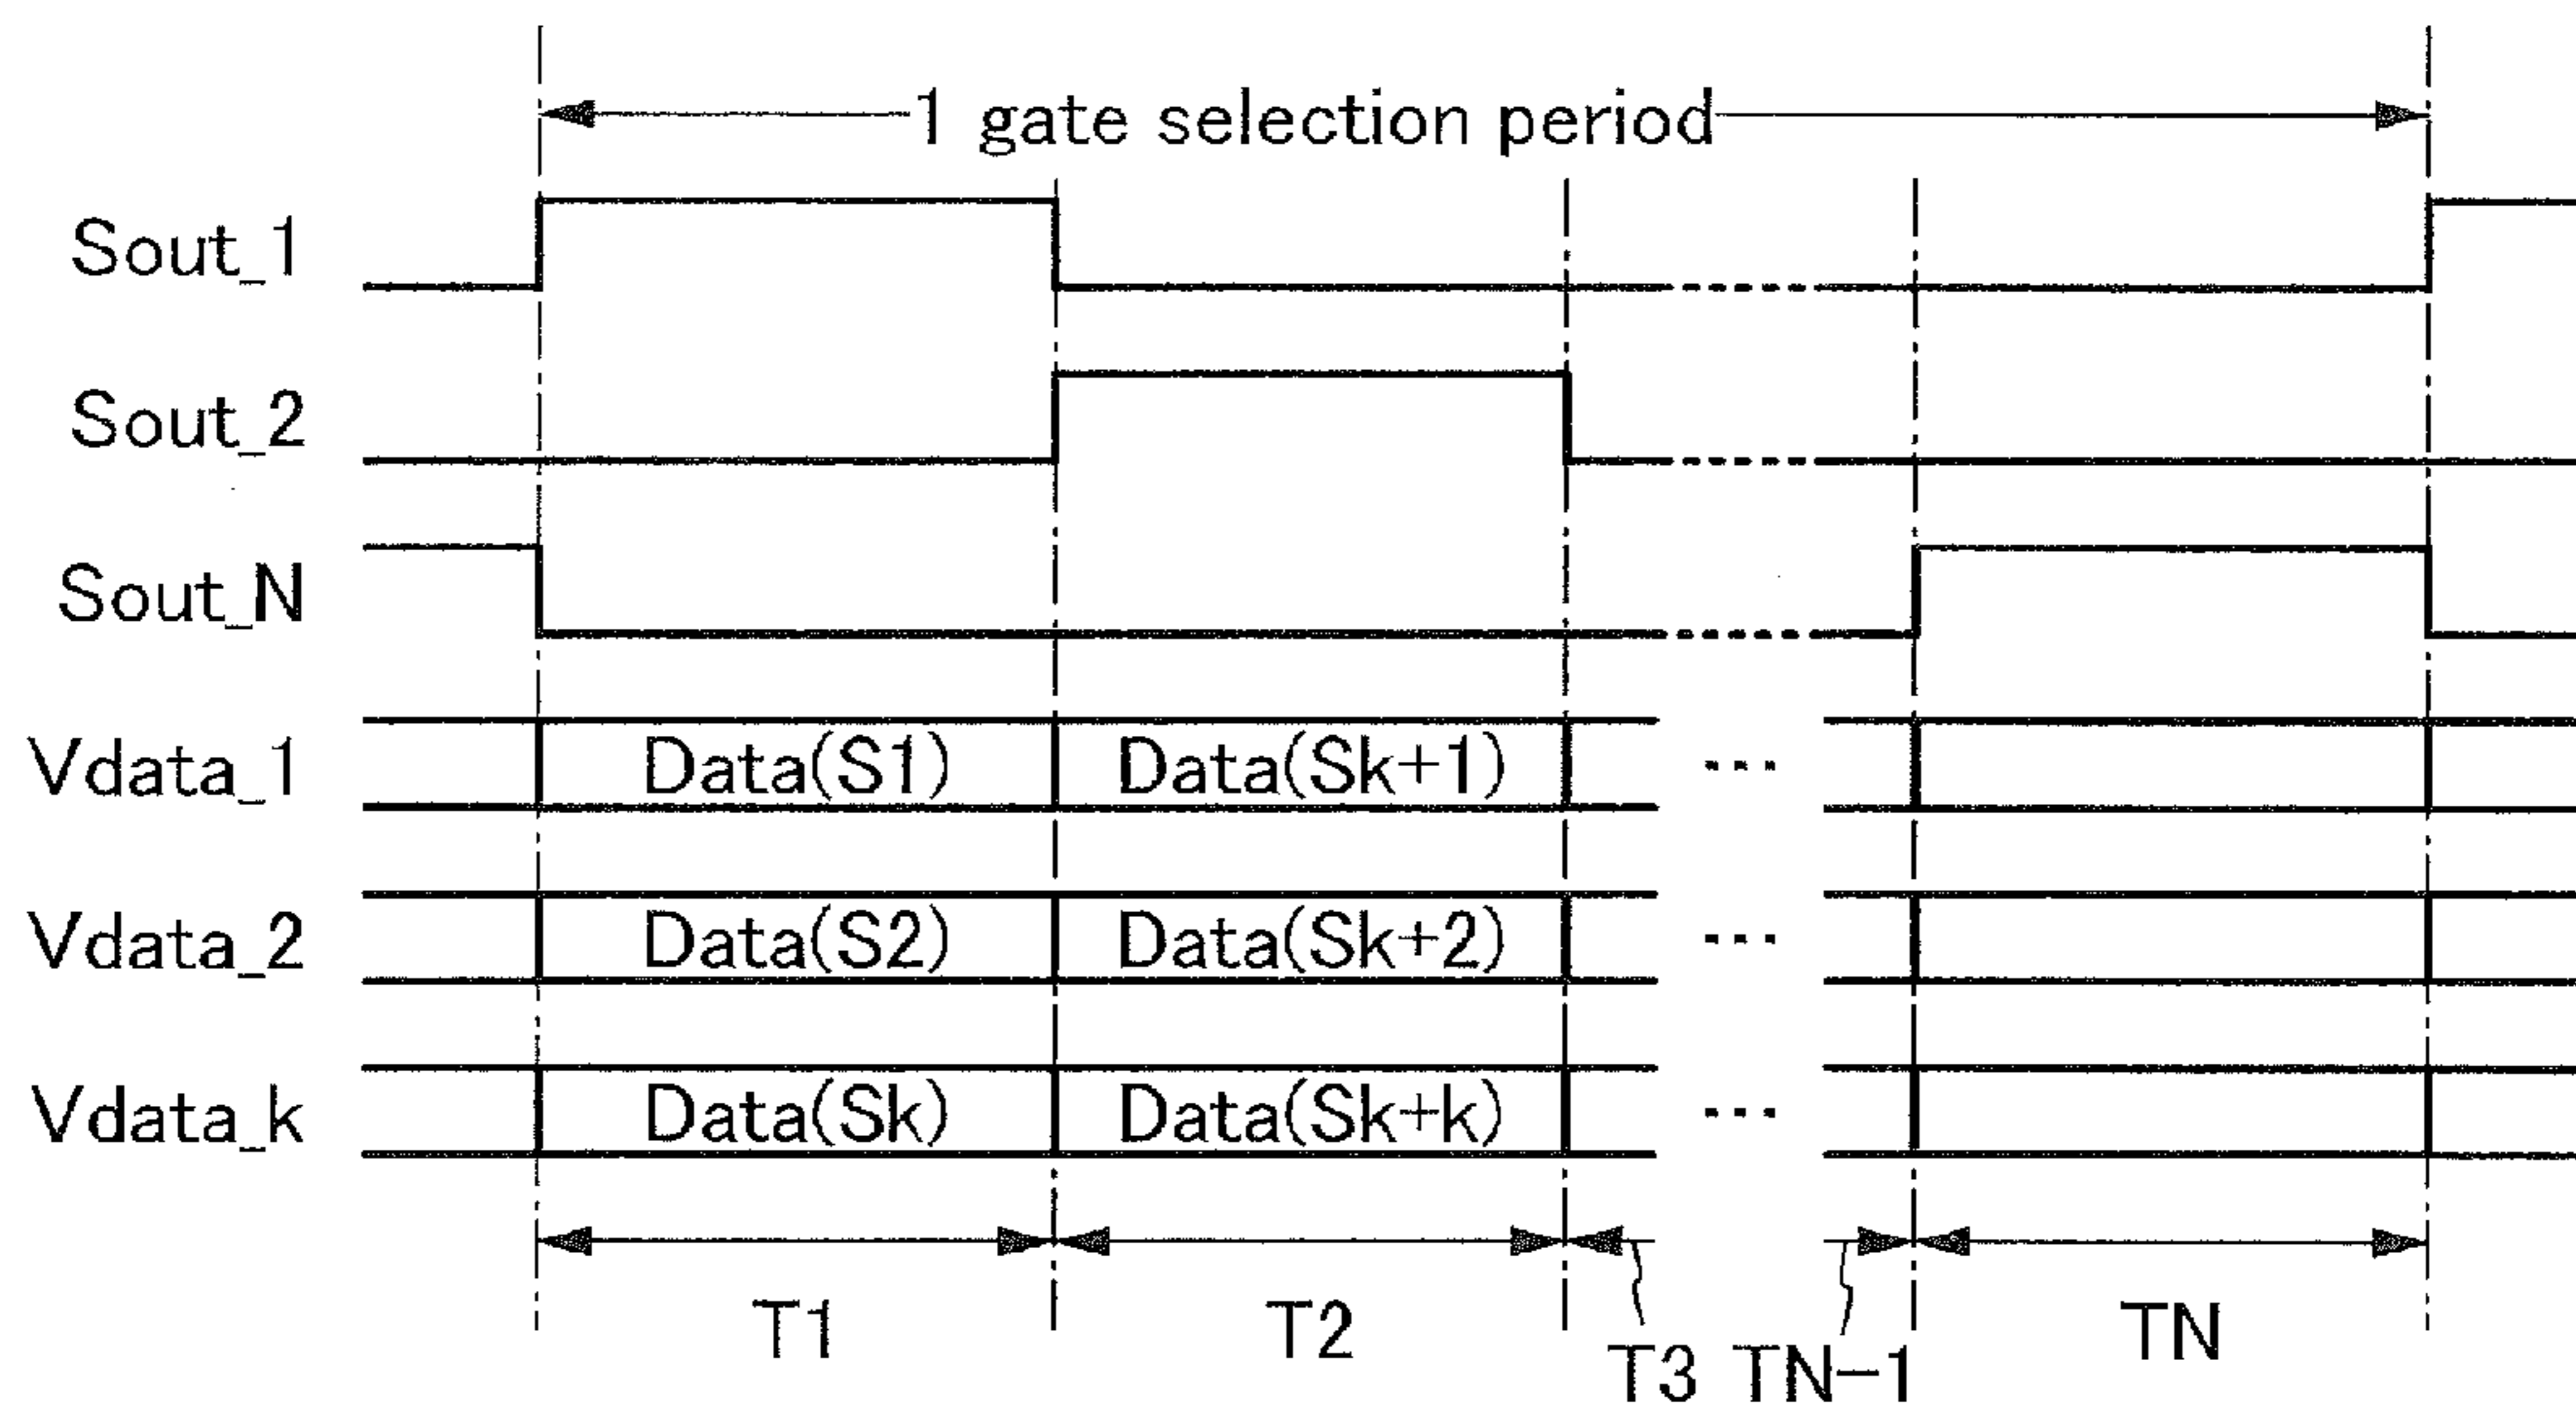 1 gate selection period
Sout_1
Sout_2
Sout_N
Vdata_1 Data(S1) Data(Sk+1) ...
Vdata_2 Data(S2) Data(Sk+2) ...
Vdata_k Data(Sk) Data(Sk+k) ...
T1 T2 T3 TN-1 TN